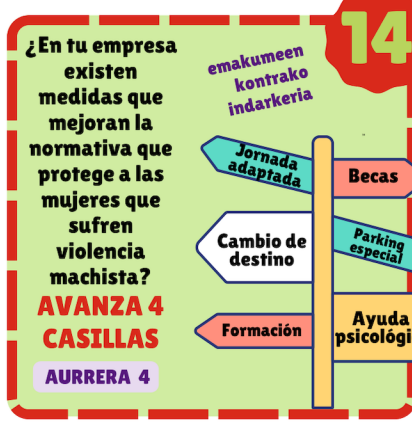 14
¿En tu empresa
existen
medidas que
mejoran la
normativa que
protege a las
mujeres que
sufren
violencia
machista?
AVANZA 4
CASILLAS
AURRERA 4
emakumeen
kontrako
indarkeria
Jornada
adaptada
Becas
Cambio de
destino
Parking
especial
Formación
Ayuda
psicológi